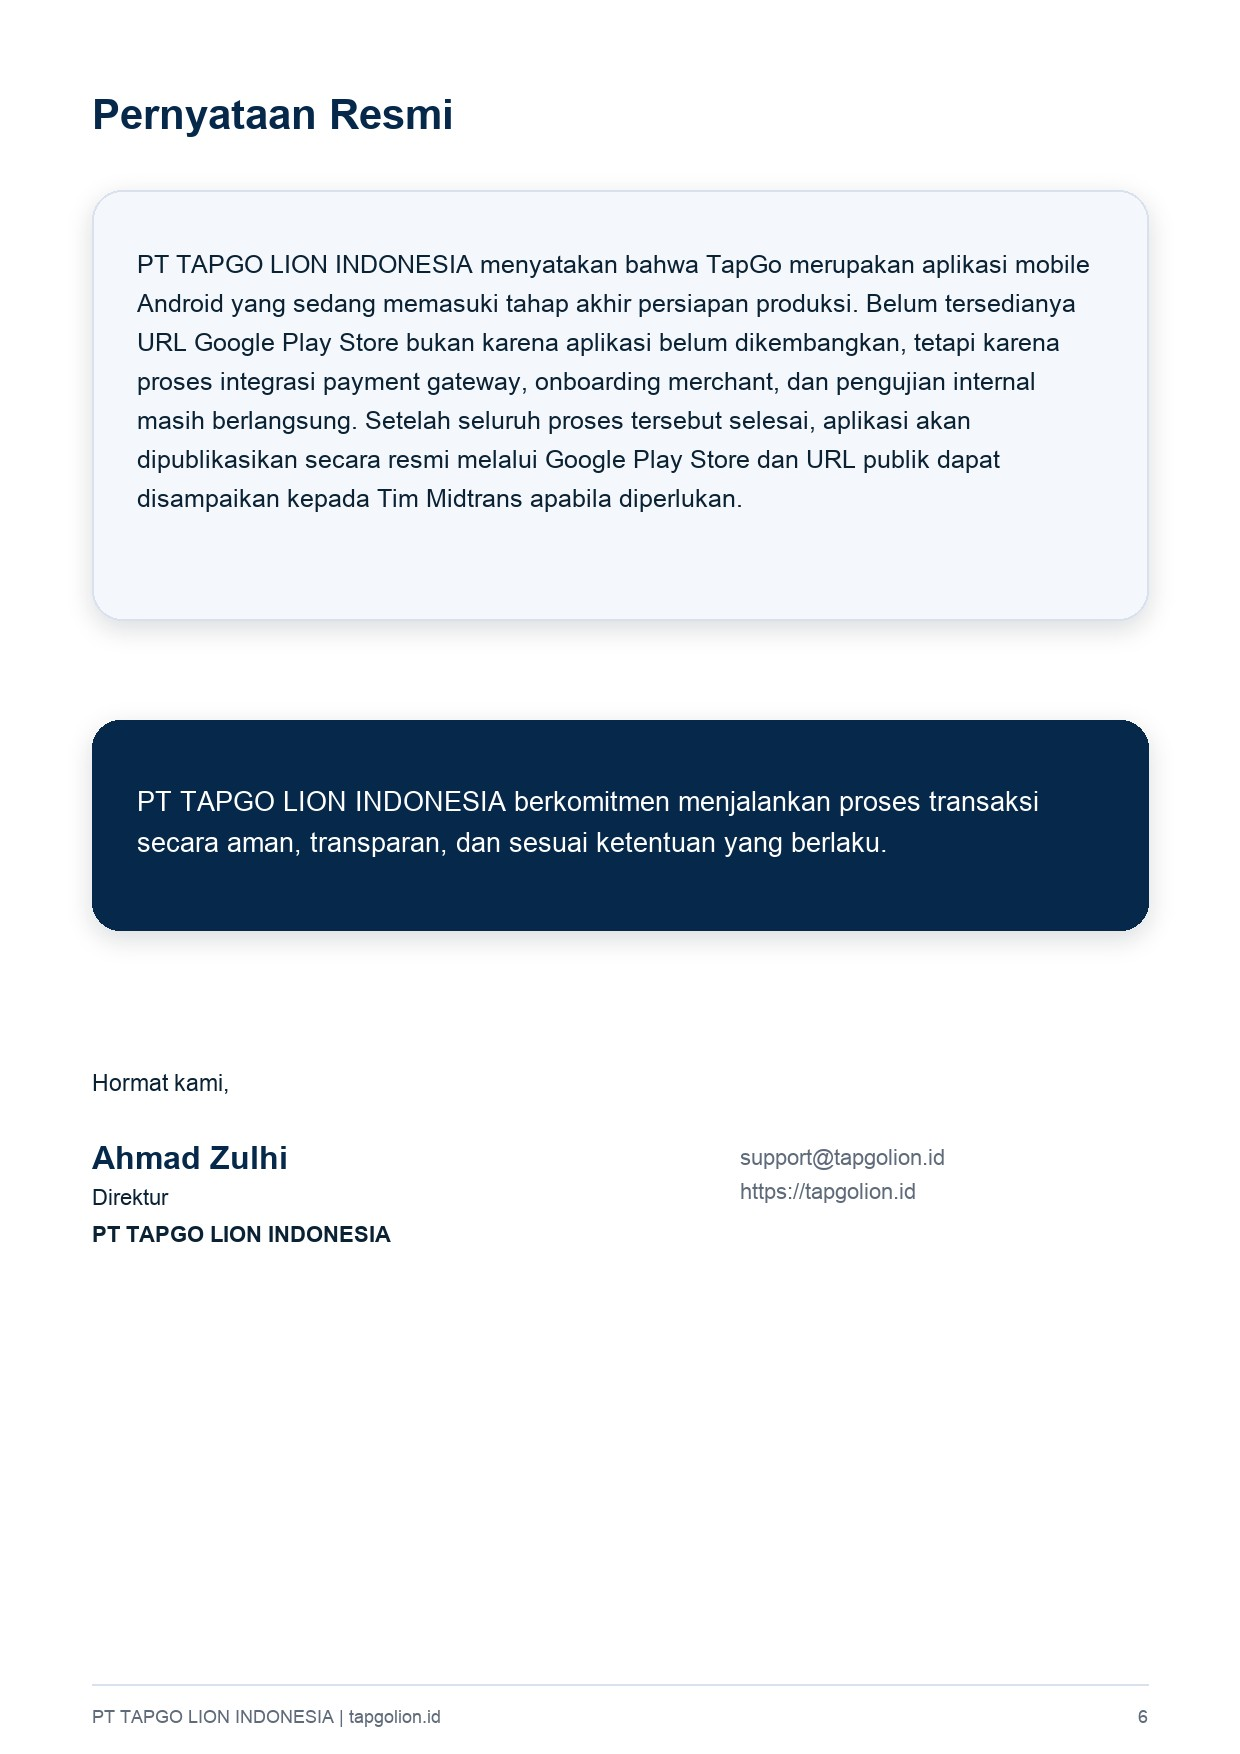 Pernyataan Resmi
PT TAPGO LION INDONESIA menyatakan bahwa TapGo merupakan aplikasi mobile
Android yang sedang memasuki tahap akhir persiapan produksi. Belum tersedianya
URL Google Play Store bukan karena aplikasi belum dikembangkan, tetapi karena
proses integrasi payment gateway, onboarding merchant, dan pengujian internal
masih berlangsung. Setelah seluruh proses tersebut selesai, aplikasi akan
dipublikasikan secara resmi melalui Google Play Store dan URL publik dapat
disampaikan kepada Tim Midtrans apabila diperlukan.
PT TAPGO LION INDONESIA berkomitmen menjalankan proses transaksi
secara aman, transparan, dan sesuai ketentuan yang berlaku.
Hormat kami,
Ahmad Zulhi
Direktur
PT TAPGO LION INDONESIA
support@tapgolion.id
https://tapgolion.id
PT TAPGO LION INDONESIA | tapgolion.id
6